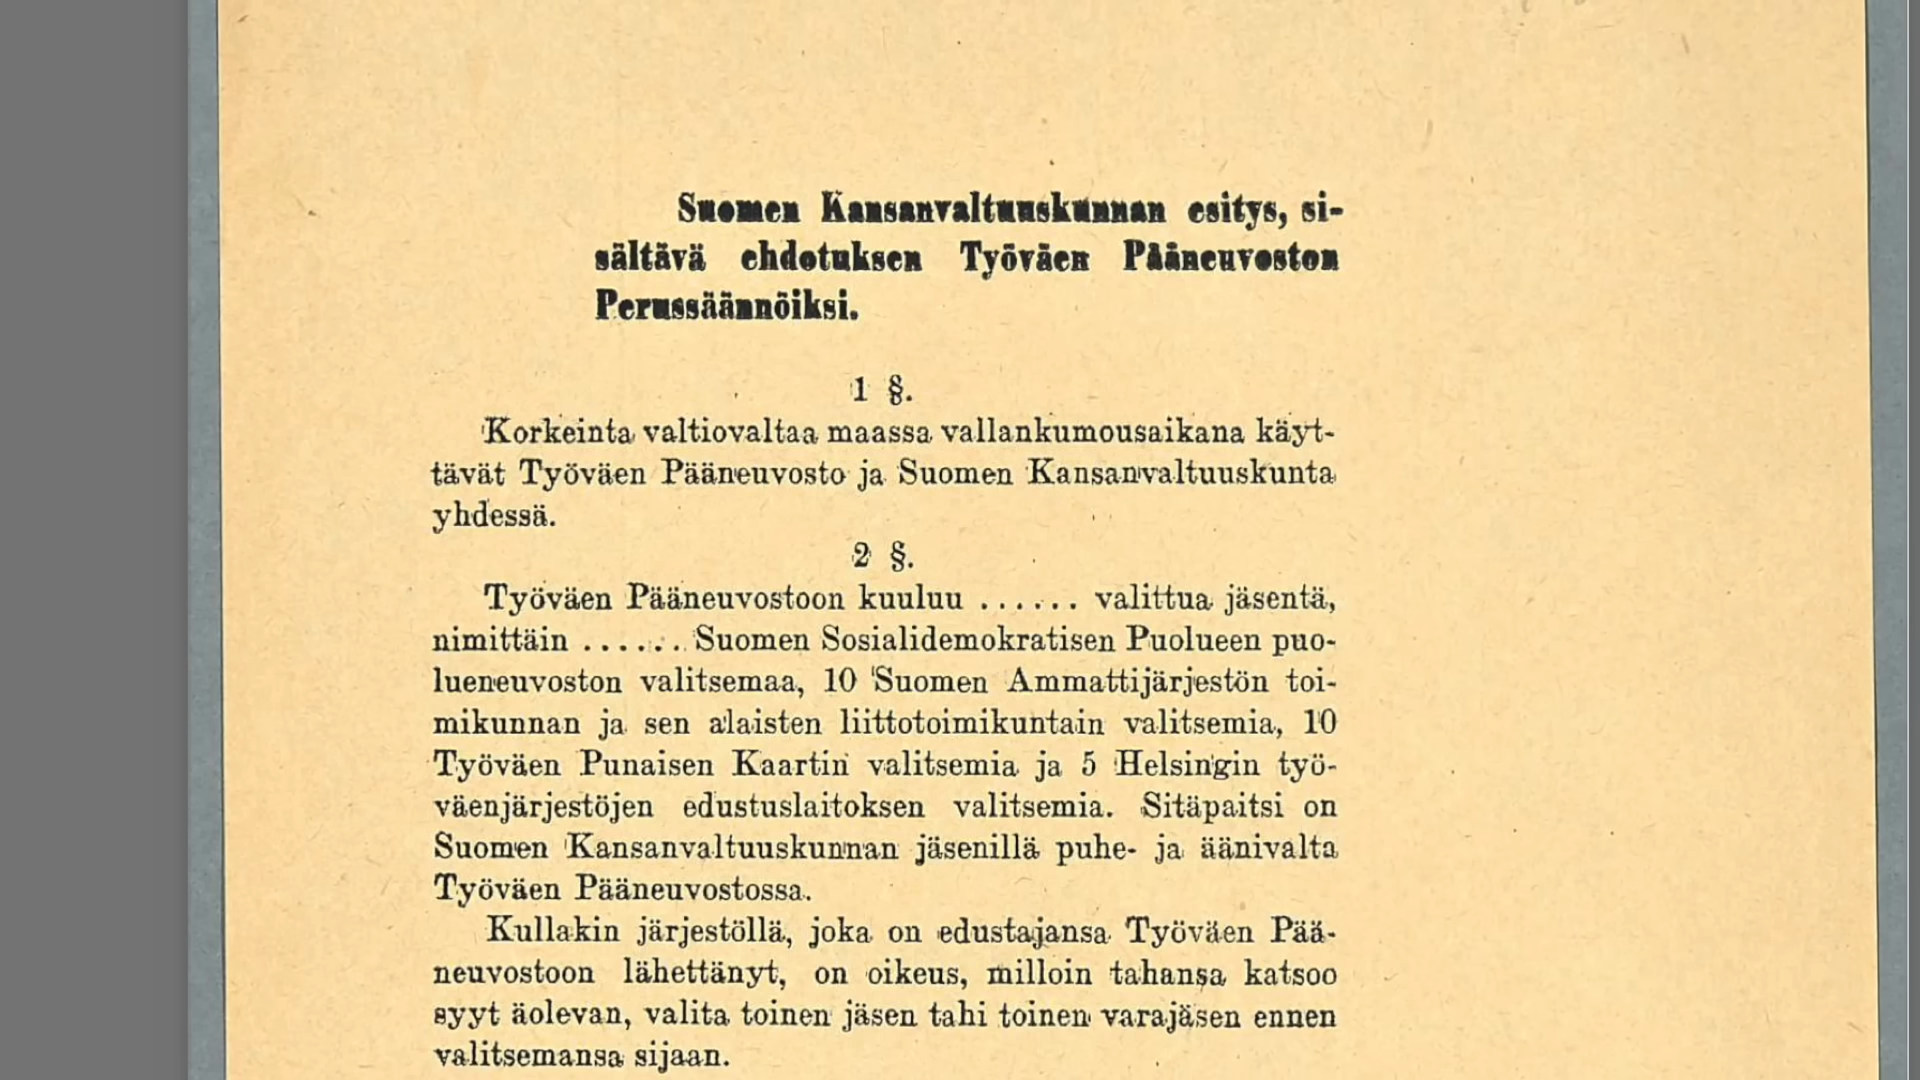 Suomen Kansanvaltuuskunnan esitys, si-
sältävä ehdotuksen Työväen Pääneuvoston
Perussäännöiksi.
1 §.
Korkeinta valtiovaltaa maassa vallankumousaikana käyt-
tävät Työväen Pääneuvosto ja Suomen Kansanvaltuuskunta
yhdessä.
2 §.
Työväen Pääneuvostoon kuuluu ...... valittua jäsentä,
nimittäin ...... Suomen Sosialidemokratisen Puolueen puo-
lueneuvoston valitsemaa, 10 Suomen Ammattijärjestön toi-
mikunnan ja sen alaisten liittotoimikuntain valitsemia, 10
Työväen Punaisen Kaartin valitsemia ja 5 Helsingin työ-
väenjärjestöjen edustuslaitoksen valitsemia. Sitäpaitsi on
Suomen Kansanvaltuuskunnan jäsenillä puhe- ja äänivalta
Työväen Pääneuvostossa.
Kullakin järjestöllä, joka on edustajansa Työväen Pää-
neuvostoon lähettänyt, on oikeus, milloin tahansa katsoo
syyt äolevan, valita toinen jäsen tahi toinen varajäsen ennen
valitsemansa sijaan.